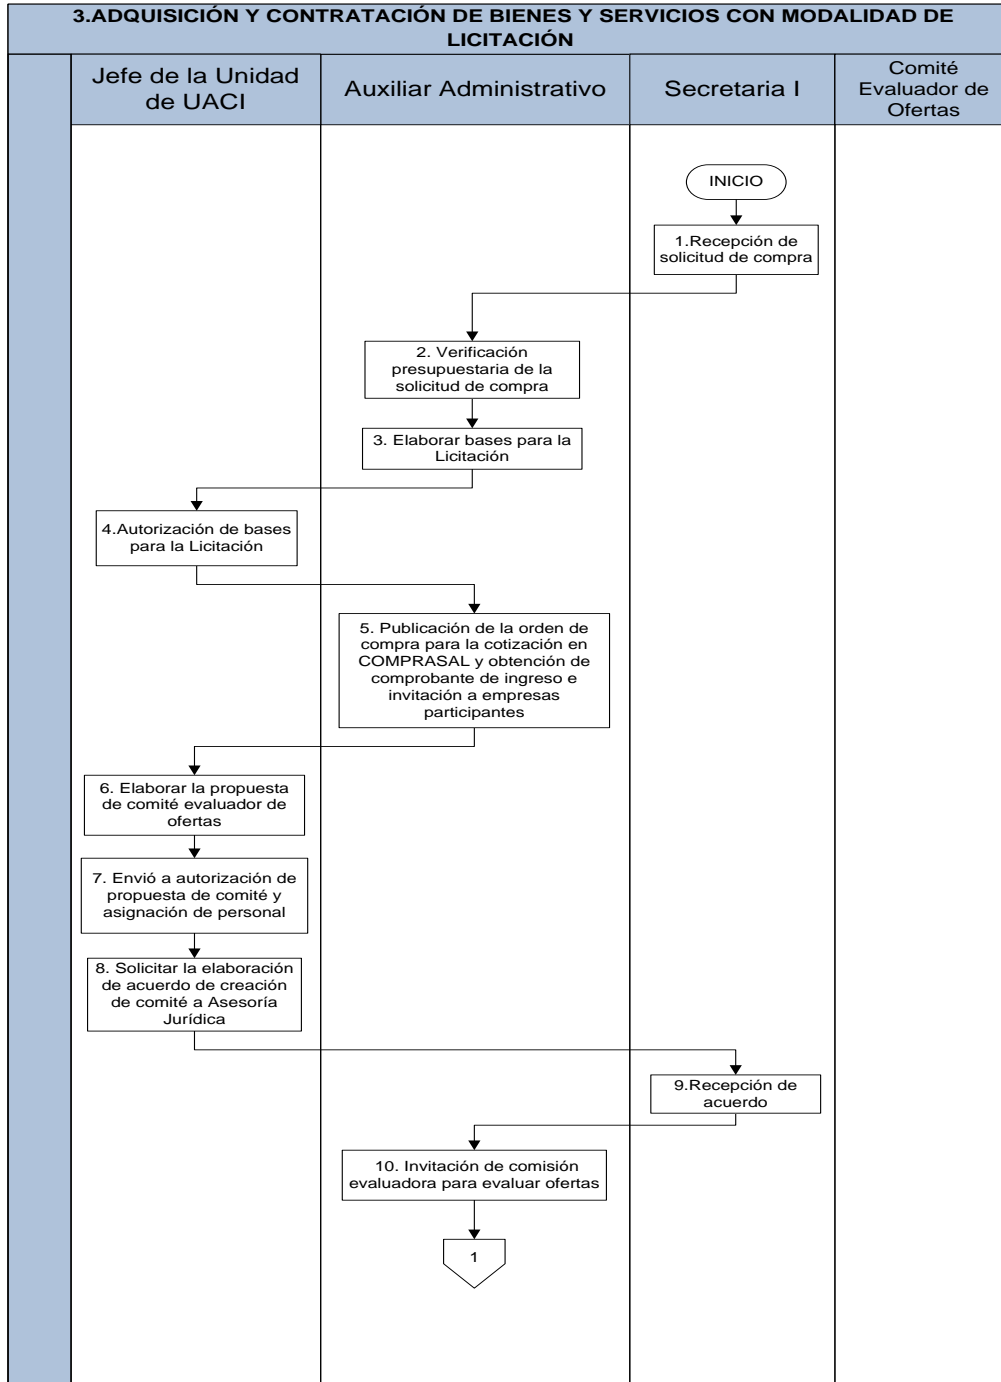 3.ADQUISICIÓN Y CONTRATACIÓN DE BIENES Y SERVICIOS CON MODALIDAD DE
LICITACIÓN
Jefe de la Unidad
de UACI
Auxiliar Administrativo
Secretaria I
Comité
Evaluador de
Ofertas
INICIO
1.Recepción de
solicitud de compra
2. Verificación
presupuestaria de la
solicitud de compra
3. Elaborar bases para la
Licitación
4.Autorización de bases
para la Licitación
5. Publicación de la orden de
compra para la cotización en
COMPRASAL y obtención de
comprobante de ingreso e
invitación a empresas
participantes
6. Elaborar la propuesta
de comité evaluador de
ofertas
7. Envió a autorización de
propuesta de comité y
asignación de personal
8. Solicitar la elaboración
de acuerdo de creación
de comité a Asesoría
Jurídica
9.Recepción de
acuerdo
10. Invitación de comisión
evaluadora para evaluar ofertas
1